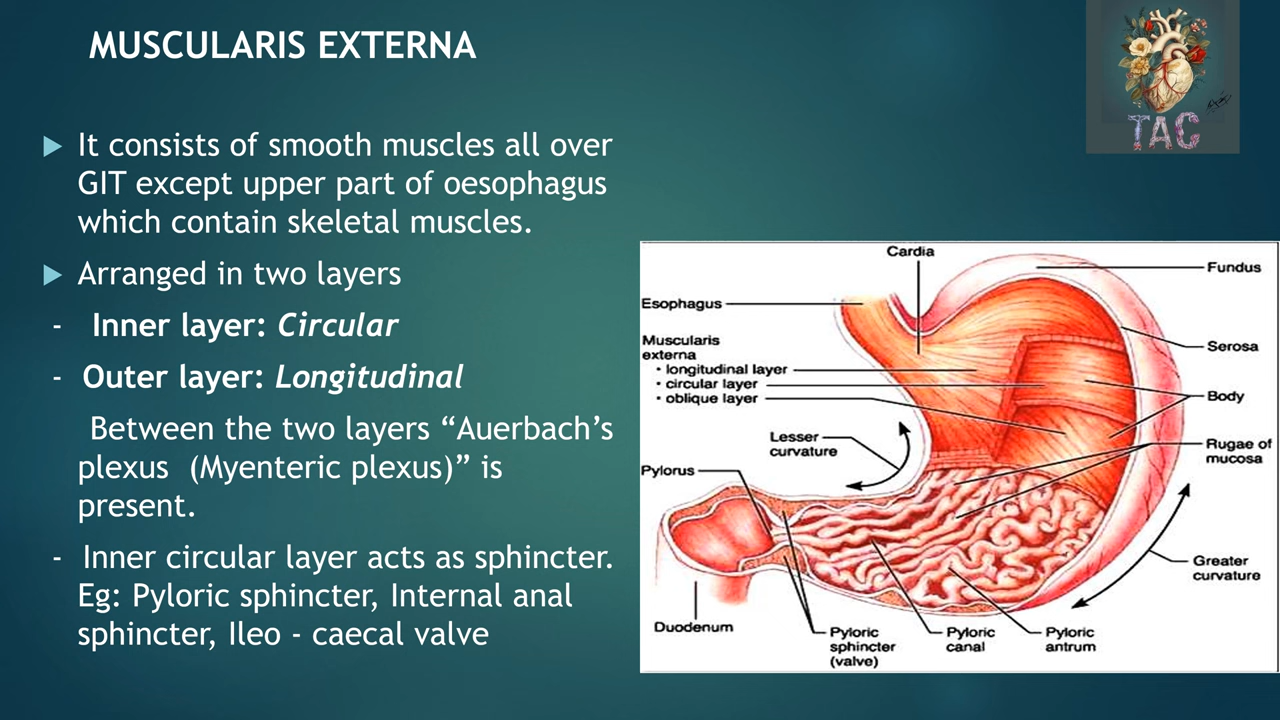 MUSCULARIS EXTERNA
TAC
It consists of smooth muscles all over
GIT except upper part of oesophagus
which contain skeletal muscles.
Arranged in two layers
- Inner layer: Circular
- Outer layer: Longitudinal
Between the two layers “Auerbach’s
plexus (Myenteric plexus)” is
present.
- Inner circular layer acts as sphincter.
Eg: Pyloric sphincter, Internal anal
sphincter, Ileo - caecal valve
Cardia
Fundus
Esophagus
Muscularis
externa
• longitudinal layer
• circular layer
• oblique layer
Serosa
Body
Lesser
curvature
Rugae of
mucosa
Pylorus
Greater
curvature
Duodenum
Pyloric
sphincter
(valve)
Pyloric
canal
Pyloric
antrum